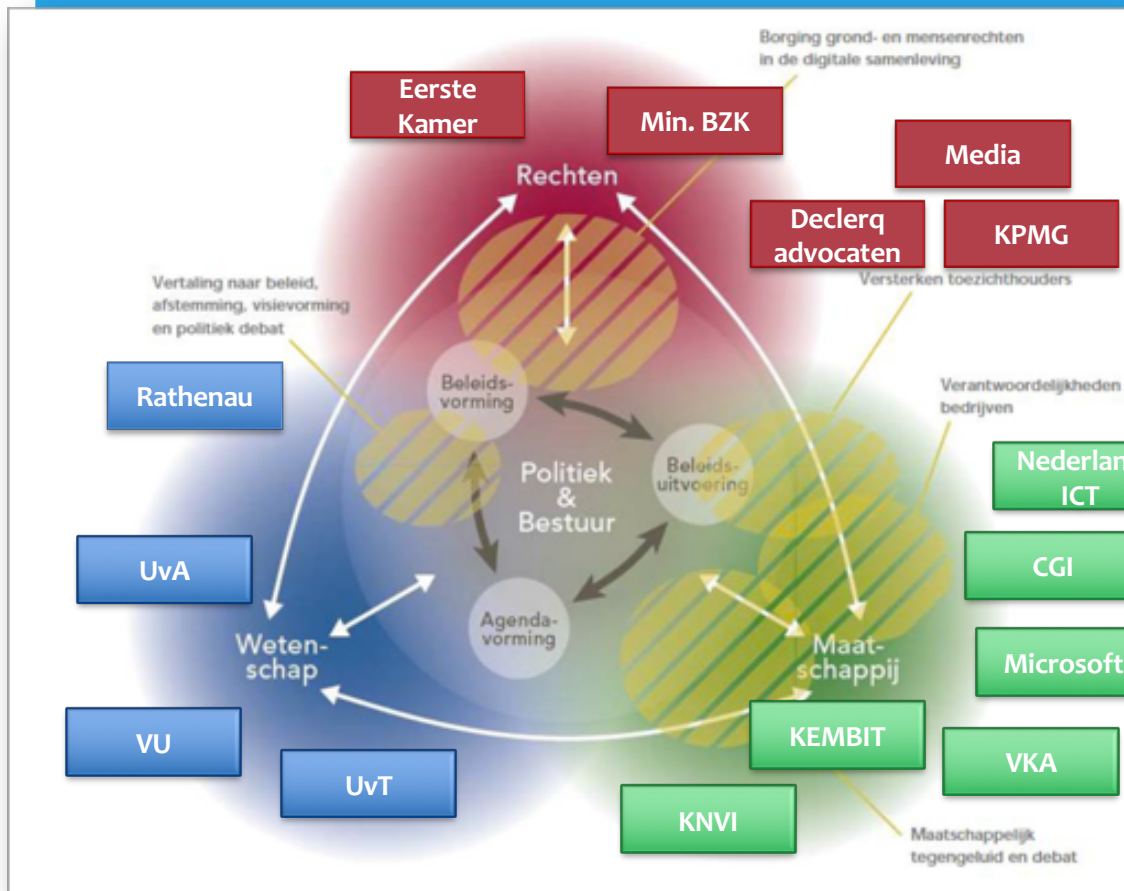 Borging grond- en mensenrechten
in de digitale samenleving
Eerste
Kamer
Min. BZK
Media
Rechten
Declerq
advocaten
KPMG
Versterken toezichthouders
Vertaling naar beleid,
afstemming, visievorming
en politiek debat
Rathenau
Beleids-
vorming
Verantwoordelijkheden
bedrijven
Politiek
&
Bestuur
Beleids-
uitvoering
Nederlan
ICT
UvA
CGI
Agenda-
vorming
Weten-
schap
Maat-
schappij
Microsoft
VU
KEMBIT
VKA
UvT
KNVI
Maatschappelijk
tegengeluid en debat